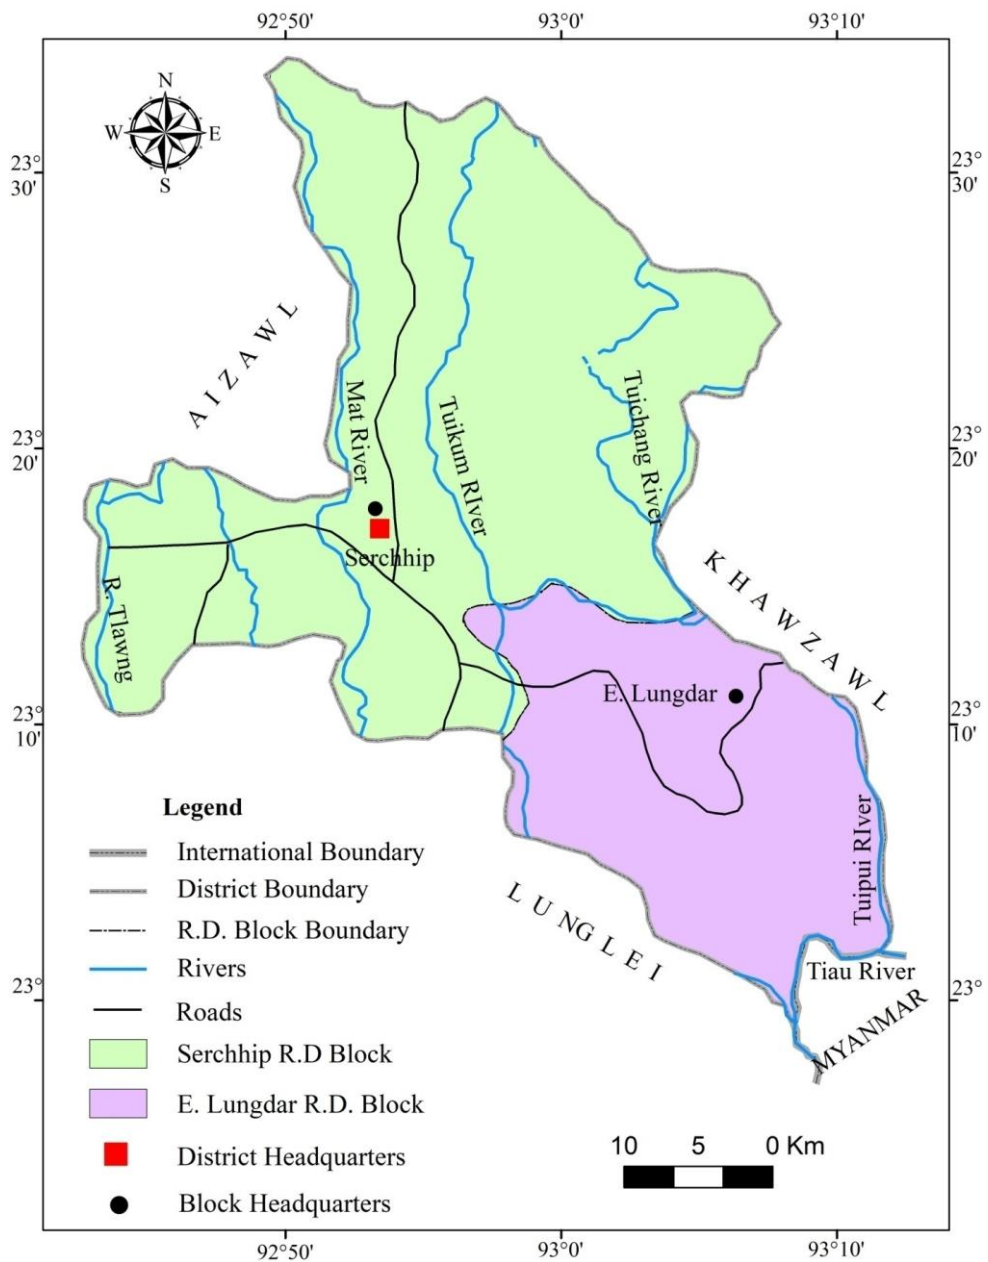 92°50'
93°0'
93°10'
N
W
E
S
23°
30'
23°
30'
AIZAWL
Mat River
Tuikum RIver
Tuichang River
23°
20'
23°
20'
Serchhip
R. Tlawng
KHAWZAWL
E. Lungdar
23°
10'
23°
10'
Tuipui RIver
LUNGLEI
Tiau River
MYANMAR
23°
23°
Legend
International Boundary
District Boundary
R.D. Block Boundary
Rivers
Roads
Serchhip R.D Block
E. Lungdar R.D. Block
District Headquarters
Block Headquarters
10 5 0 Km
92°50'
93°0'
93°10'